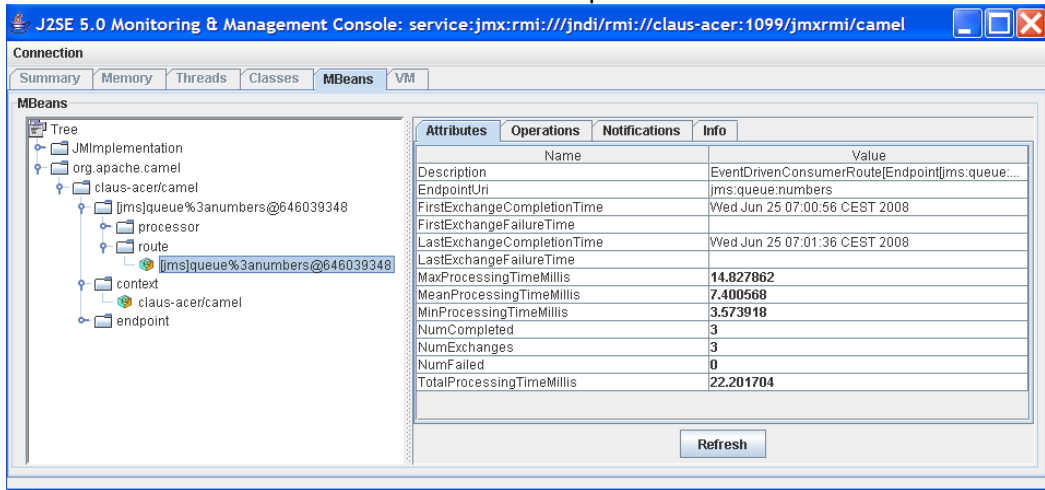 J2SE 5.0 Monitoring & Management Console: service:jmx:rmi:///jndi/rmi://claus-acer:1099/jmxrmi/camel
Connection
Summary Memory Threads Classes MBeans VM
MBeans
Tree
JMImplementation
org.apache.camel
claus-acer/camel
[jms]queue%3anumbers@646039348
processor
route
[jms]queue%3anumbers@646039348
context
claus-acer/camel
endpoint
Attributes Operations Notifications Info
Name Value
Description EventDrivenConsumerRoute[Endpoint[jms:queue:...
EndpointUri jms:queue:numbers
FirstExchangeCompletionTime Wed Jun 25 07:00:56 CEST 2008
FirstExchangeFailureTime
LastExchangeCompletionTime Wed Jun 25 07:01:36 CEST 2008
LastExchangeFailureTime
MaxProcessingTimeMillis 14.827862
MeanProcessingTimeMillis 7.400568
MinProcessingTimeMillis 3.573918
NumCompleted 3
NumExchanges 3
NumFailed 0
TotalProcessingTimeMillis 22.201704
Refresh